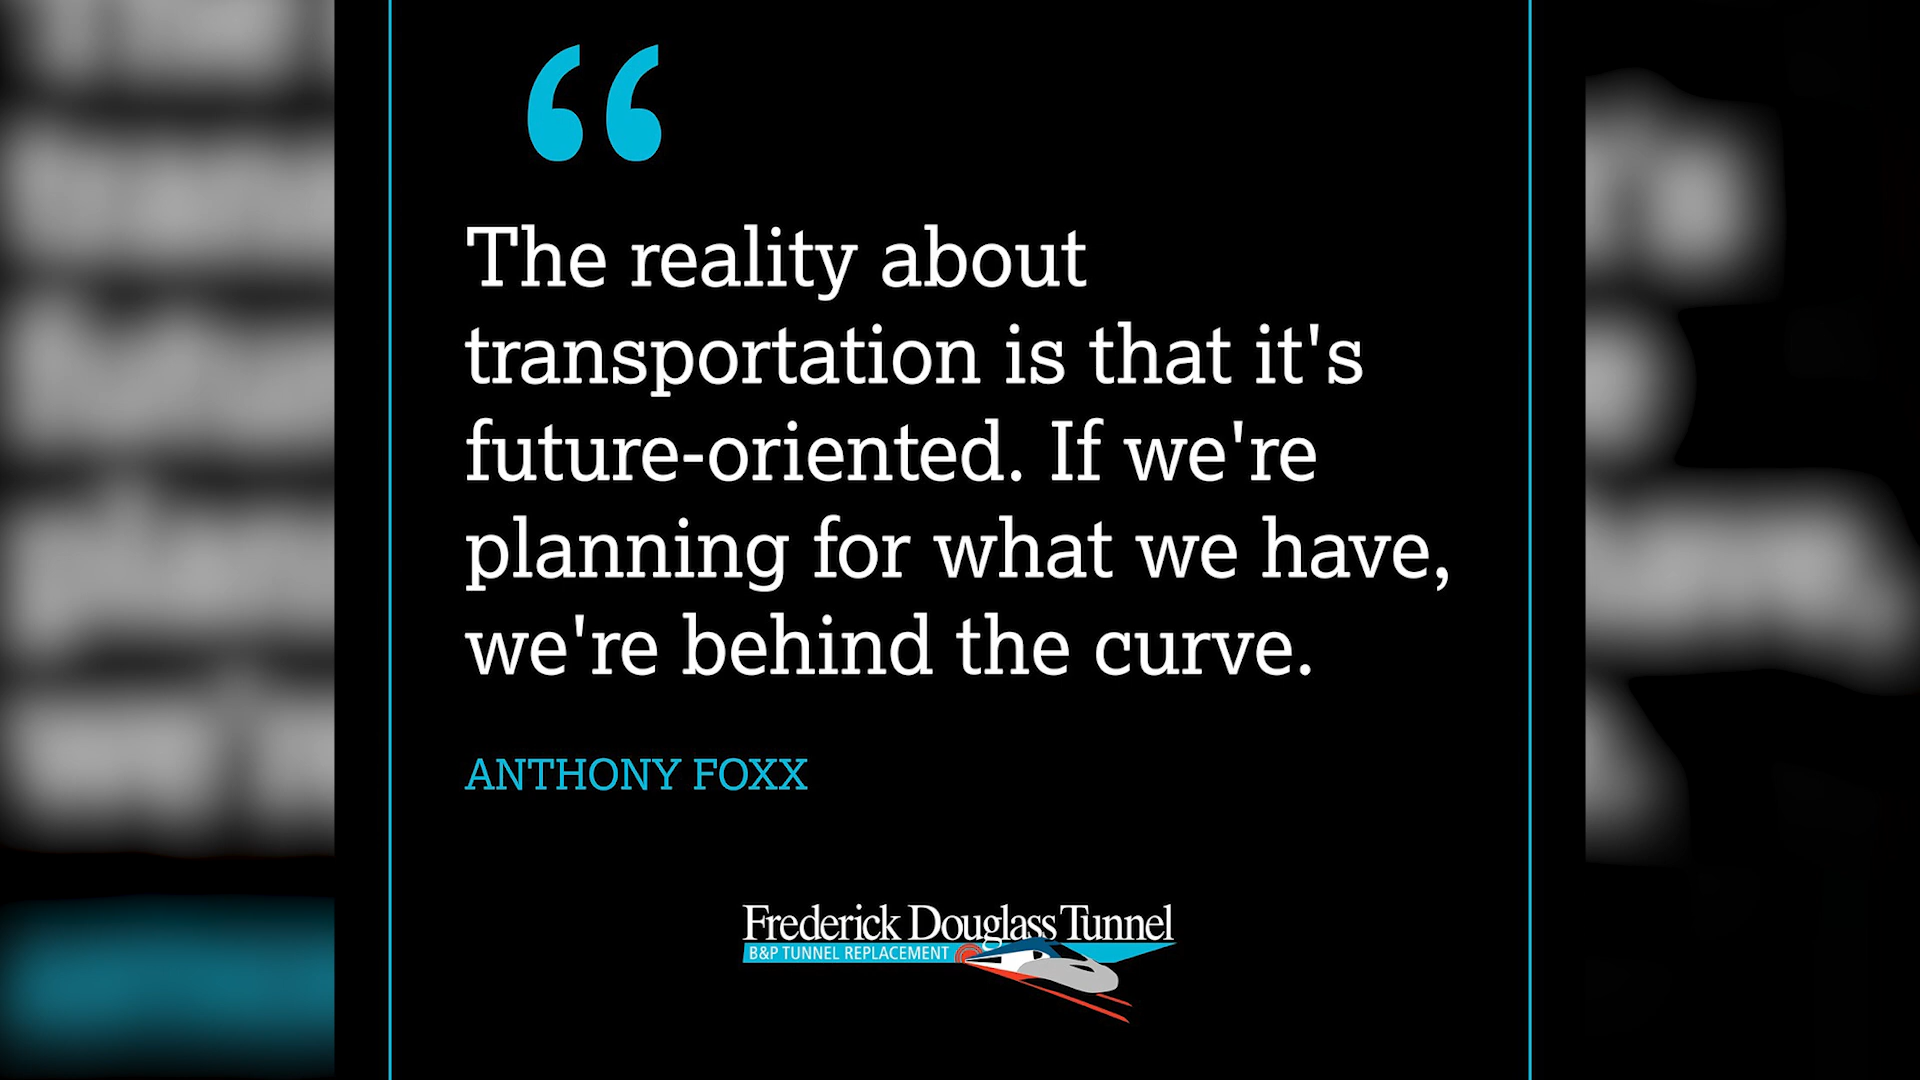 “
The reality about
transportation is that it's
future-oriented. If we're
planning for what we have,
we're behind the curve.
ANTHONY FOXX
Frederick Douglass Tunnel
B&P TUNNEL REPLACEMENT